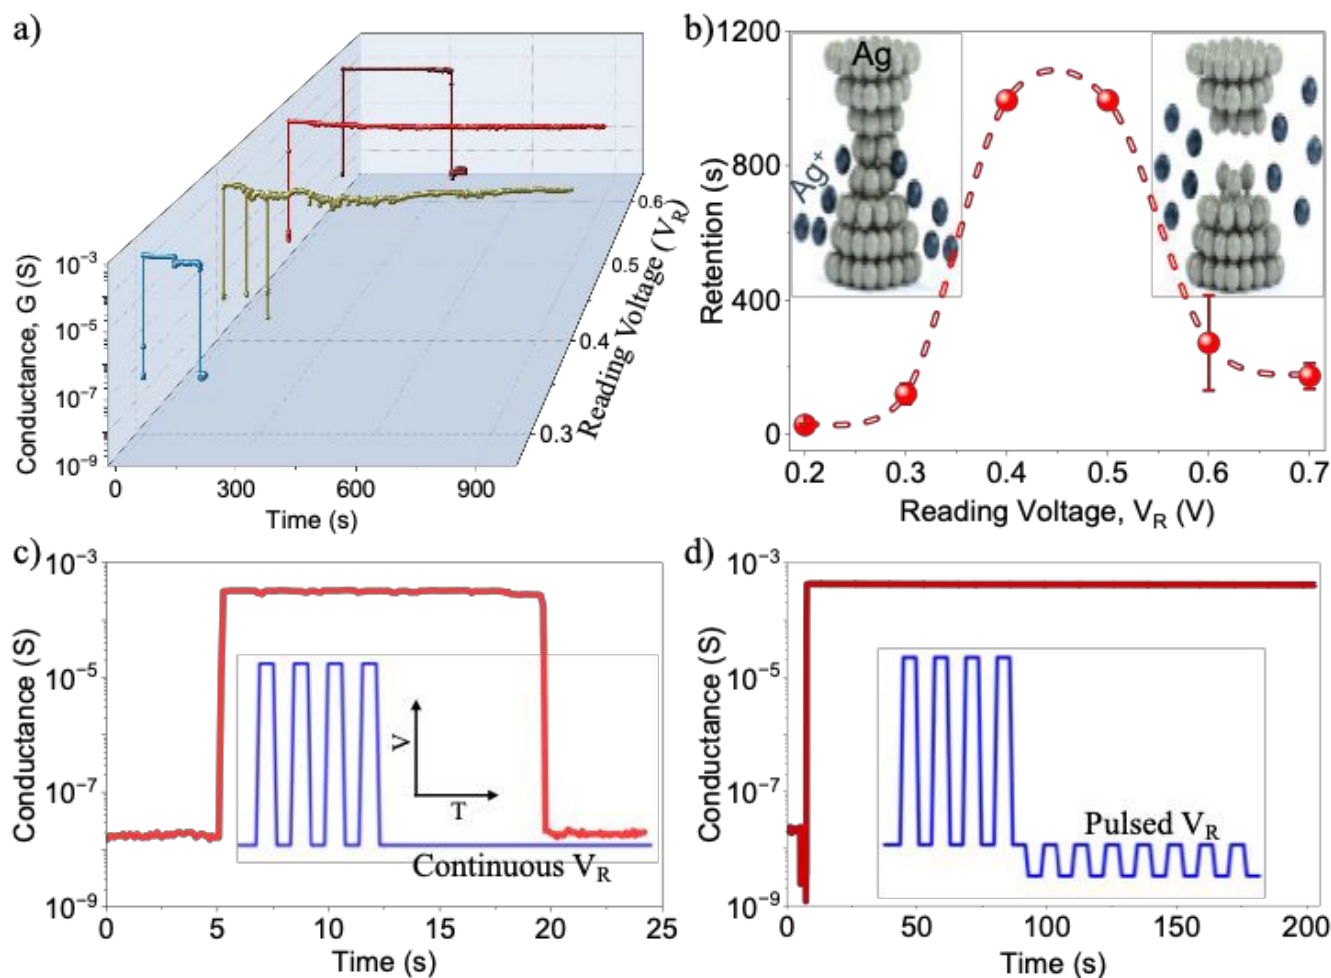 a)
10⁻³
10⁻⁵
10⁻⁷
10⁻⁹
Conductance, G (S)
0
300
600
900
Time (s)
0.3
0.4
0.5
0.6
Reading Voltage (V_R)
b)
1200
800
400
0
Retention (s)
Ag
Ag⁺
0.2 0.3 0.4 0.5 0.6 0.7
Reading Voltage, V_R (V)
c)
10⁻³
10⁻⁵
10⁻⁷
10⁻⁹
Conductance (S)
V
T
Continuous V_R
0 5 10 15 20 25
Time (s)
d)
10⁻³
10⁻⁵
10⁻⁷
10⁻⁹
Conductance (S)
Pulsed V_R
0 50 100 150 200
Time (s)